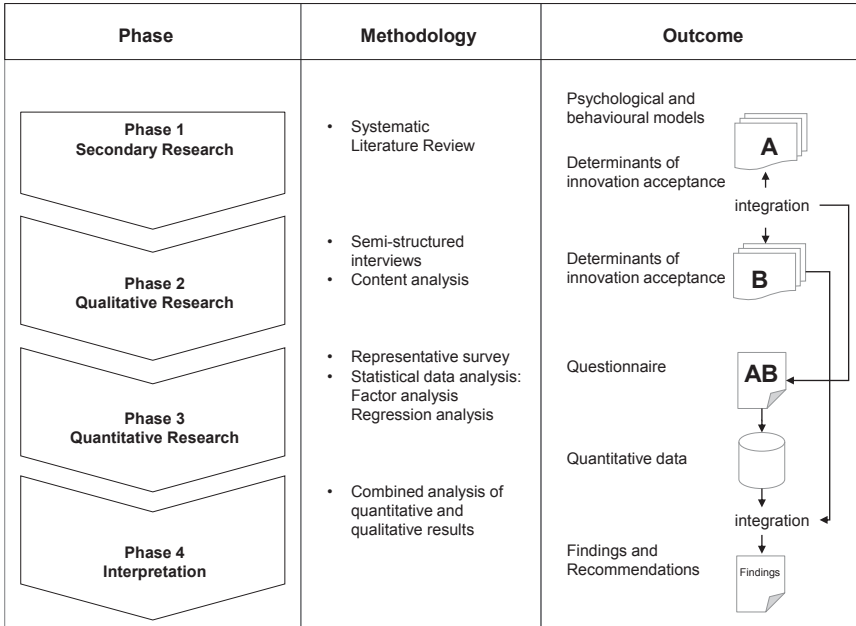 Phase
Methodology
Outcome
Phase 1
Secondary Research
• Systematic
Literature Review
Psychological and
behavioural models
Determinants of
innovation acceptance
A
integration
Phase 2
Qualitative Research
• Semi-structured
interviews
• Content analysis
Determinants of
innovation acceptance
B
Phase 3
Quantitative Research
• Representative survey
• Statistical data analysis:
Factor analysis
Regression analysis
Questionnaire
AB
Quantitative data
Phase 4
Interpretation
• Combined analysis of
quantitative and
qualitative results
integration
Findings and
Recommendations
Findings